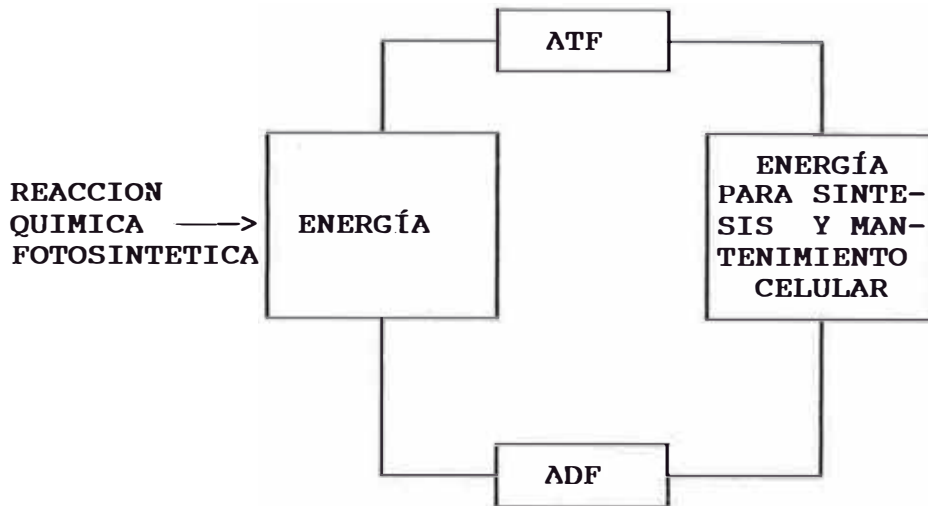 ATF
REACCION
QUIMICA ——>
FOTOSINTETICA
ENERGÍA
ENERGÍA
PARA SINTE-
SIS Y MAN-
TENIMIENTO
CELULAR
ADF